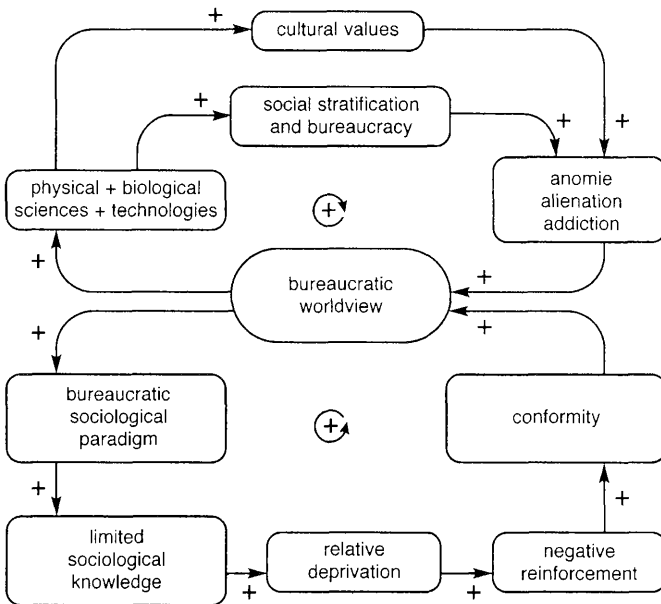 +
cultural values
+
social stratification
and bureaucracy
+
+
physical + biological
sciences + technologies
anomie
alienation
addiction
+
+
+
bureaucratic
worldview
+
+
+
bureaucratic
sociological
paradigm
+
conformity
+
+
limited
sociological
knowledge
+
relative
deprivation
+
negative
reinforcement